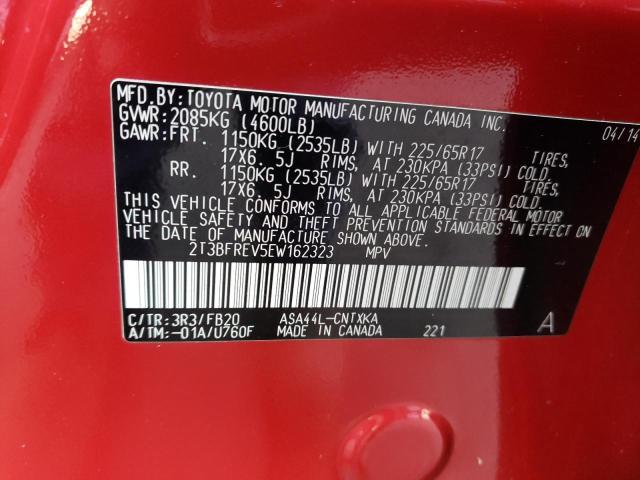 MFD.BY: TOYOTA MOTOR MANUFACTURING CANADA INC. 04/14
GVWR: 2085KG (4600LB)
GAWR: FRT. 1150KG (2535LB) WITH 225/65R17 TIRES,
17X6.5J RIMS, AT 230KPA (33PSI) COLD.
RR. 1150KG (2535LB) WITH 225/65R17 TIRES,
17X6.5J RIMS, AT 230KPA (33PSI) COLD.
THIS VEHICLE CONFORMS TO ALL APPLICABLE FEDERAL MOTOR
VEHICLE SAFETY AND THEFT PREVENTION STANDARDS IN EFFECT ON
THE DATE OF MANUFACTURE SHOWN ABOVE.
2T3BFREV5EW162323 MPV
C/TR: 3R3/FB20 ASA44L-CNTXKA A
A/TM: -01A/U760F MADE IN CANADA 221